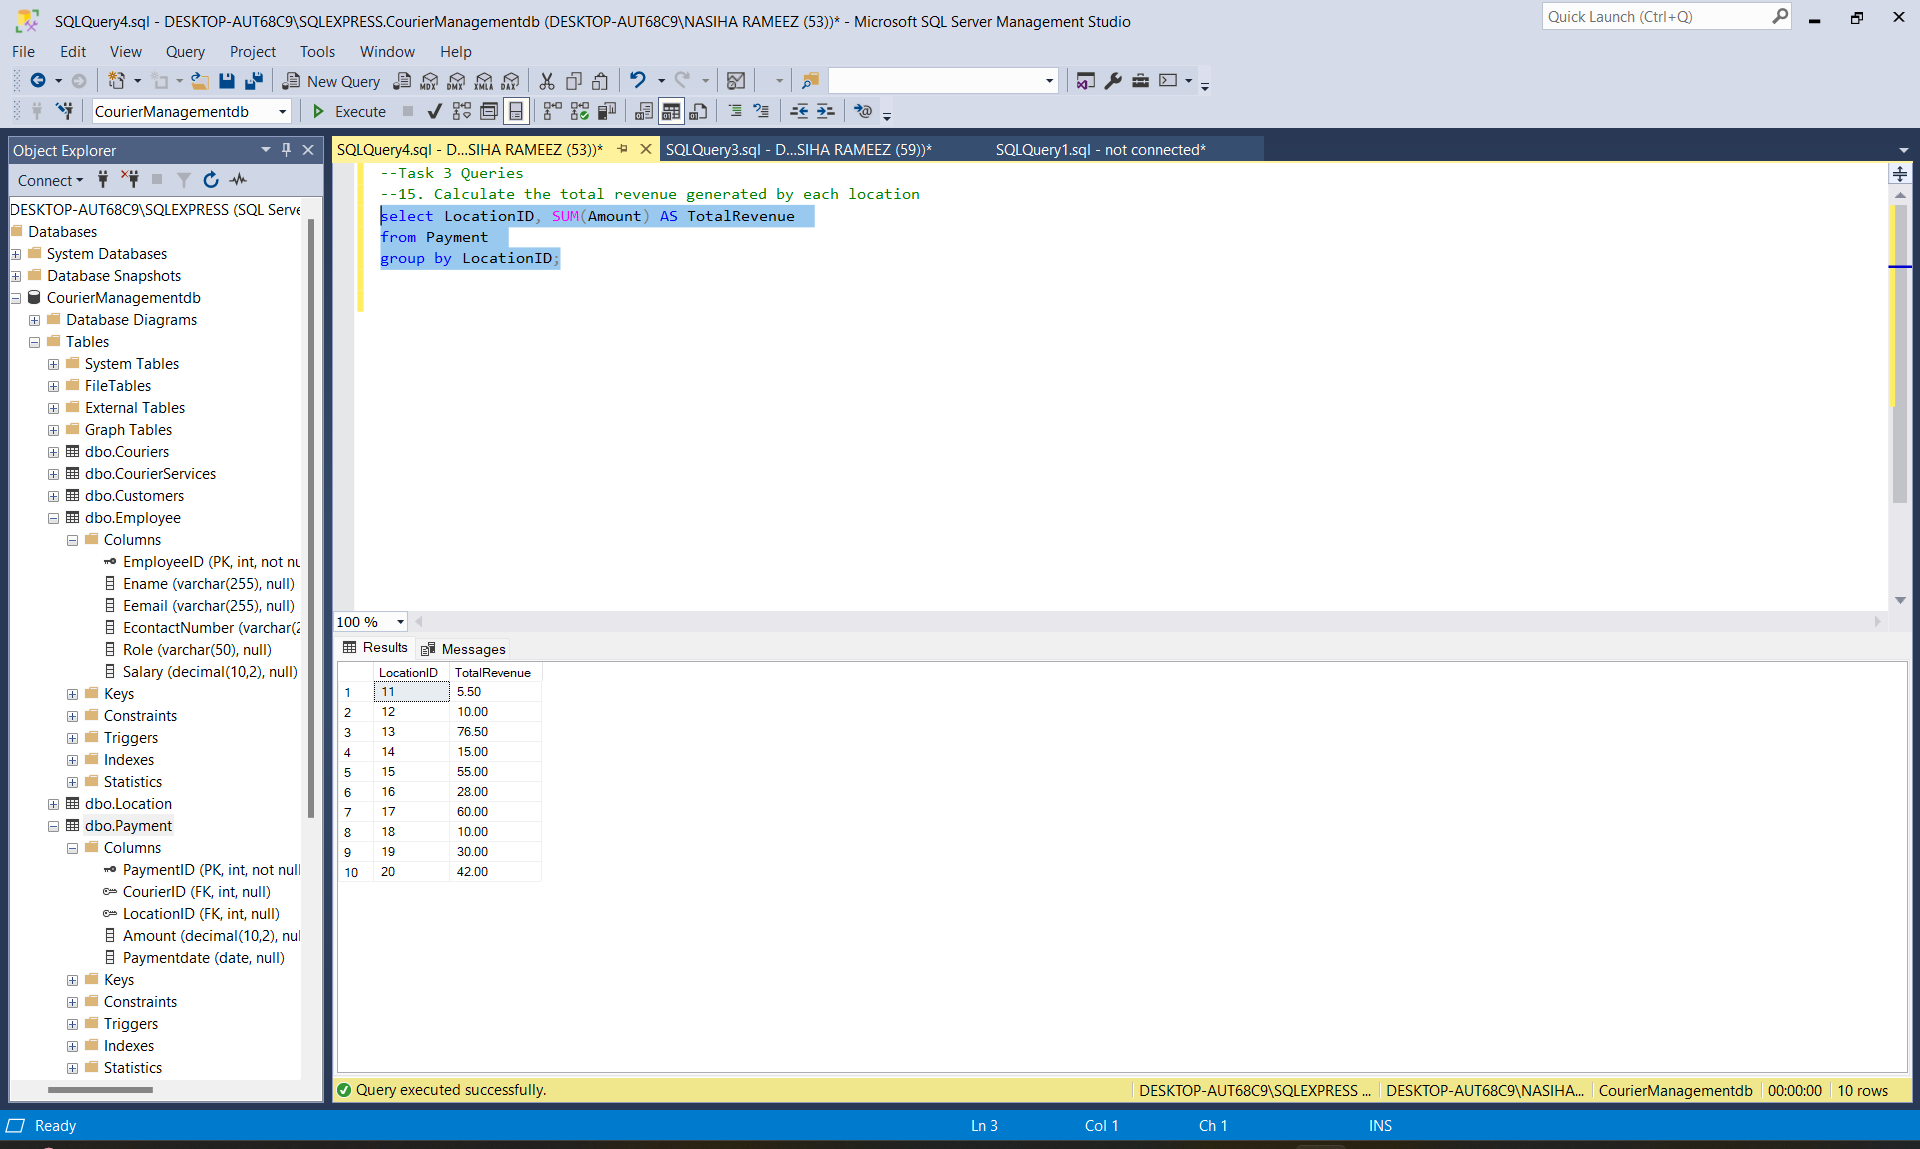 SQLQuery4.sql - DESKTOP-AUT68C9\SQLEXPRESS.CourierManagementdb (DESKTOP-AUT68C9\NASIHA RAMEEZ (53))* - Microsoft SQL Server Management Studio
Quick Launch (Ctrl+Q)
File Edit View Query Project Tools Window Help
New Query MDX DMX XMLA DAX
CourierManagementdb Execute
Object Explorer
SQLQuery4.sql - D...SIHA RAMEEZ (53))* SQLQuery3.sql - D...SIHA RAMEEZ (59))* SQLQuery1.sql - not connected*
Connect
DESKTOP-AUT68C9\SQLEXPRESS (SQL Serve
Databases
System Databases
Database Snapshots
CourierManagementdb
Database Diagrams
Tables
System Tables
FileTables
External Tables
Graph Tables
dbo.Couriers
dbo.CourierServices
dbo.Customers
dbo.Employee
Columns
EmployeeID (PK, int, not nu
Ename (varchar(255), null)
Eemail (varchar(255), null)
EcontactNumber (varchar(2
Role (varchar(50), null)
Salary (decimal(10,2), null)
Keys
Constraints
Triggers
Indexes
Statistics
dbo.Location
dbo.Payment
Columns
PaymentID (PK, int, not null
CourierID (FK, int, null)
LocationID (FK, int, null)
Amount (decimal(10,2), nul
Paymentdate (date, null)
Keys
Constraints
Triggers
Indexes
Statistics
--Task 3 Queries
--15. Calculate the total revenue generated by each location
select LocationID, SUM(Amount) AS TotalRevenue
from Payment
group by LocationID;
100 %
Results Messages
LocationID TotalRevenue
1 11 5.50
2 12 10.00
3 13 76.50
4 14 15.00
5 15 55.00
6 16 28.00
7 17 60.00
8 18 10.00
9 19 30.00
10 20 42.00
Query executed successfully. DESKTOP-AUT68C9\SQLEXPRESS ... DESKTOP-AUT68C9\NASIHA... CourierManagementdb 00:00:00 10 rows
Ready Ln 3 Col 1 Ch 1 INS